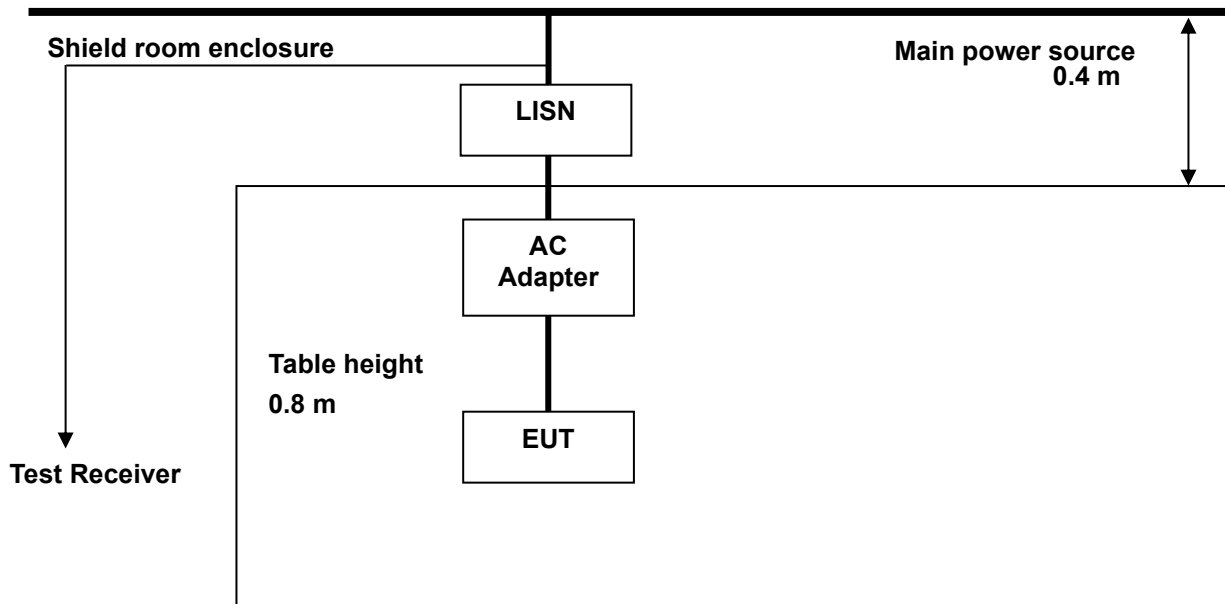 Shield room enclosure
Main power source
0.4 m
LISN
AC
Adapter
Table height
0.8 m
EUT
Test Receiver